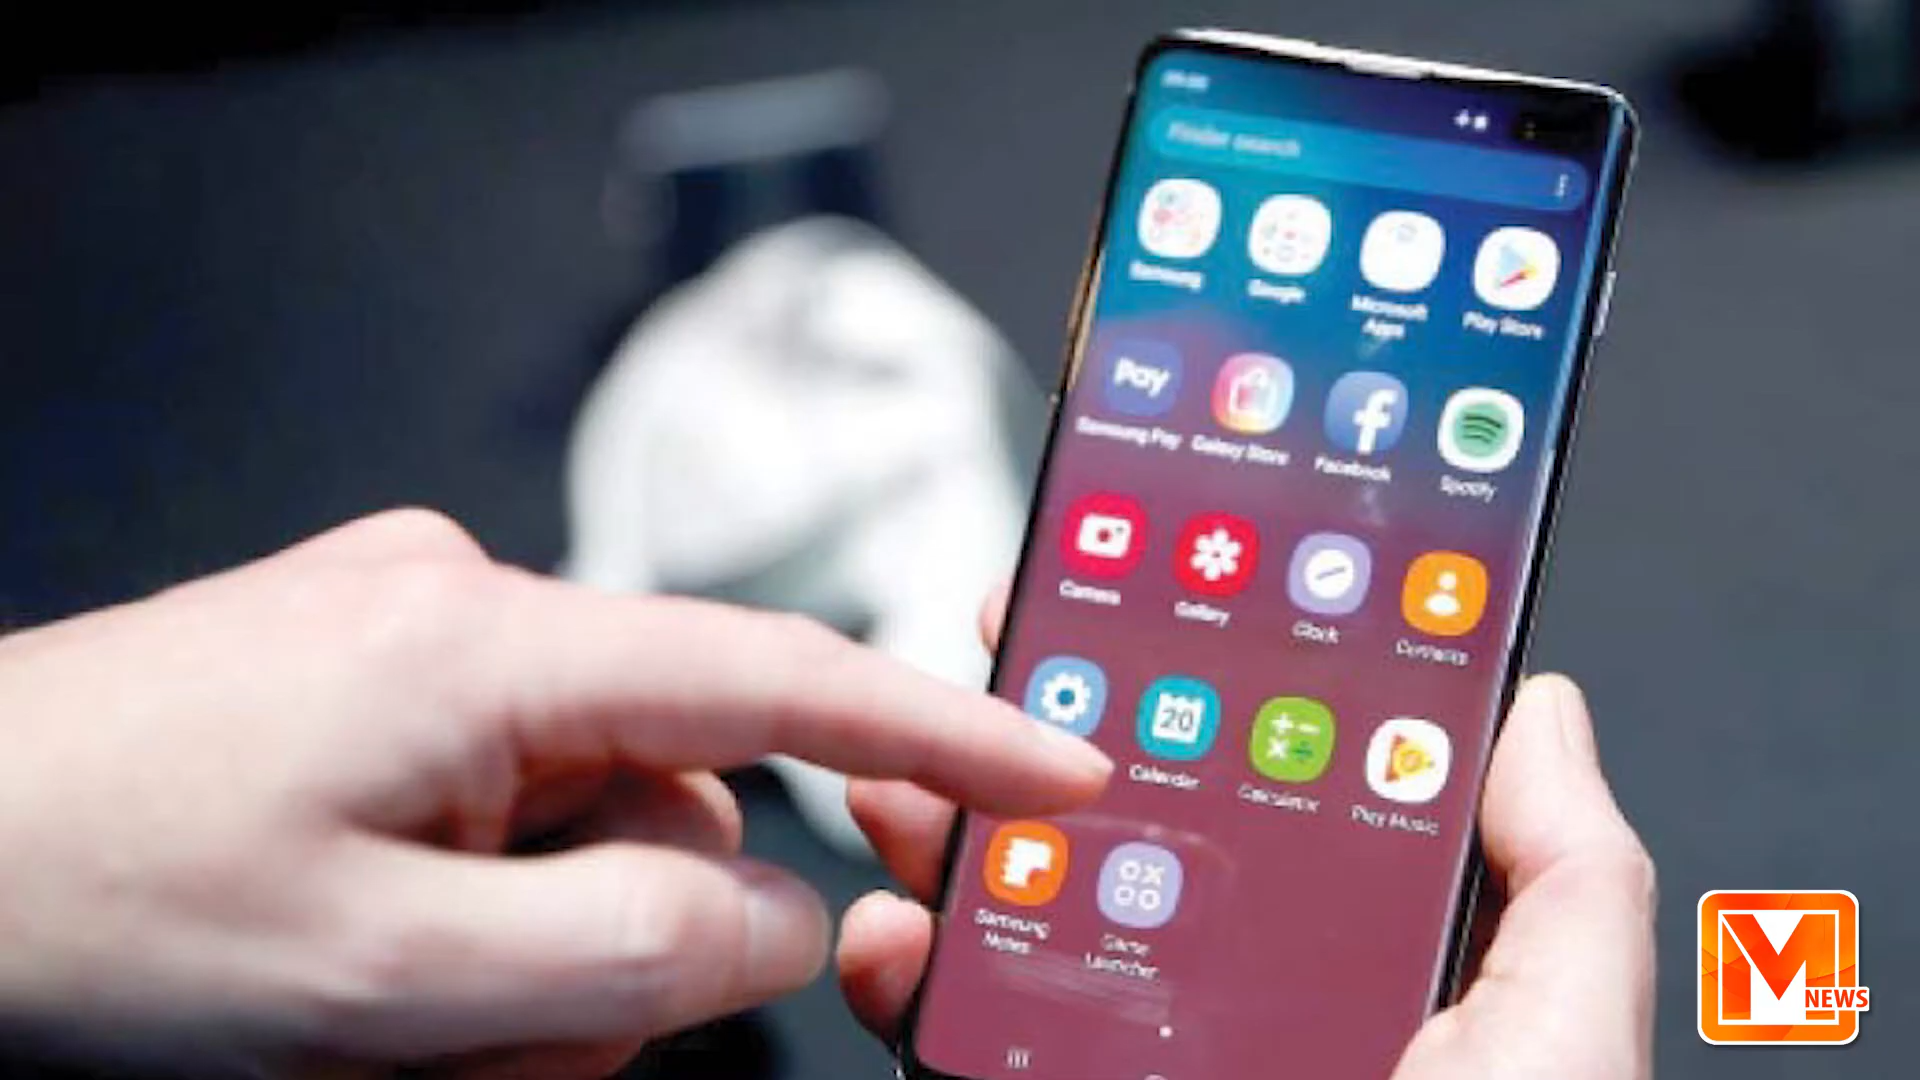 Finder search
Samsung
Google
Microsoft
Apps
Play Store
Pay
Samsung Pay
Galaxy Store
Facebook
Spotify
Camera
Gallery
Clock
Contacts
20
Calendar
Calculator
Play Music
Samsung
Notes
Game
Launcher
M
NEWS